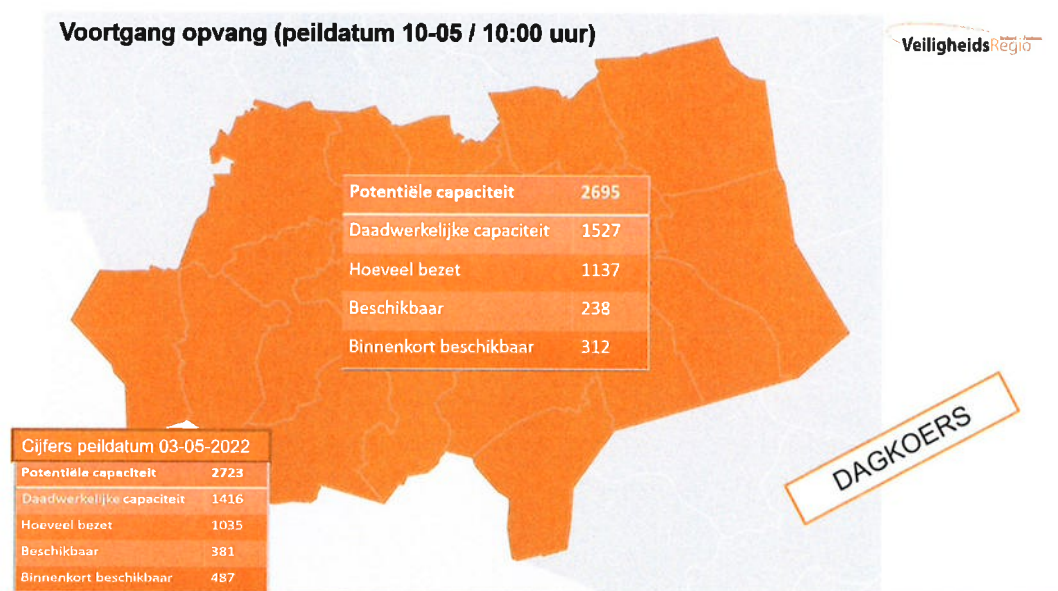 Voortgang opvang (peildatum 10-05 / 10:00 uur)
VeiligheidsRegio
Potentiële capaciteit 2695
Daadwerkelijke capaciteit 1527
Hoeveel bezet 1137
Beschikbaar 238
Binnenkort beschikbaar 312
DAGKOERS
Cijfers peildatum 03-05-2022
Potentiële capaciteit 2723
Daadwerkelijke capaciteit 1416
Hoeveel bezet 1035
Beschikbaar 381
Binnenkort beschikbaar 487